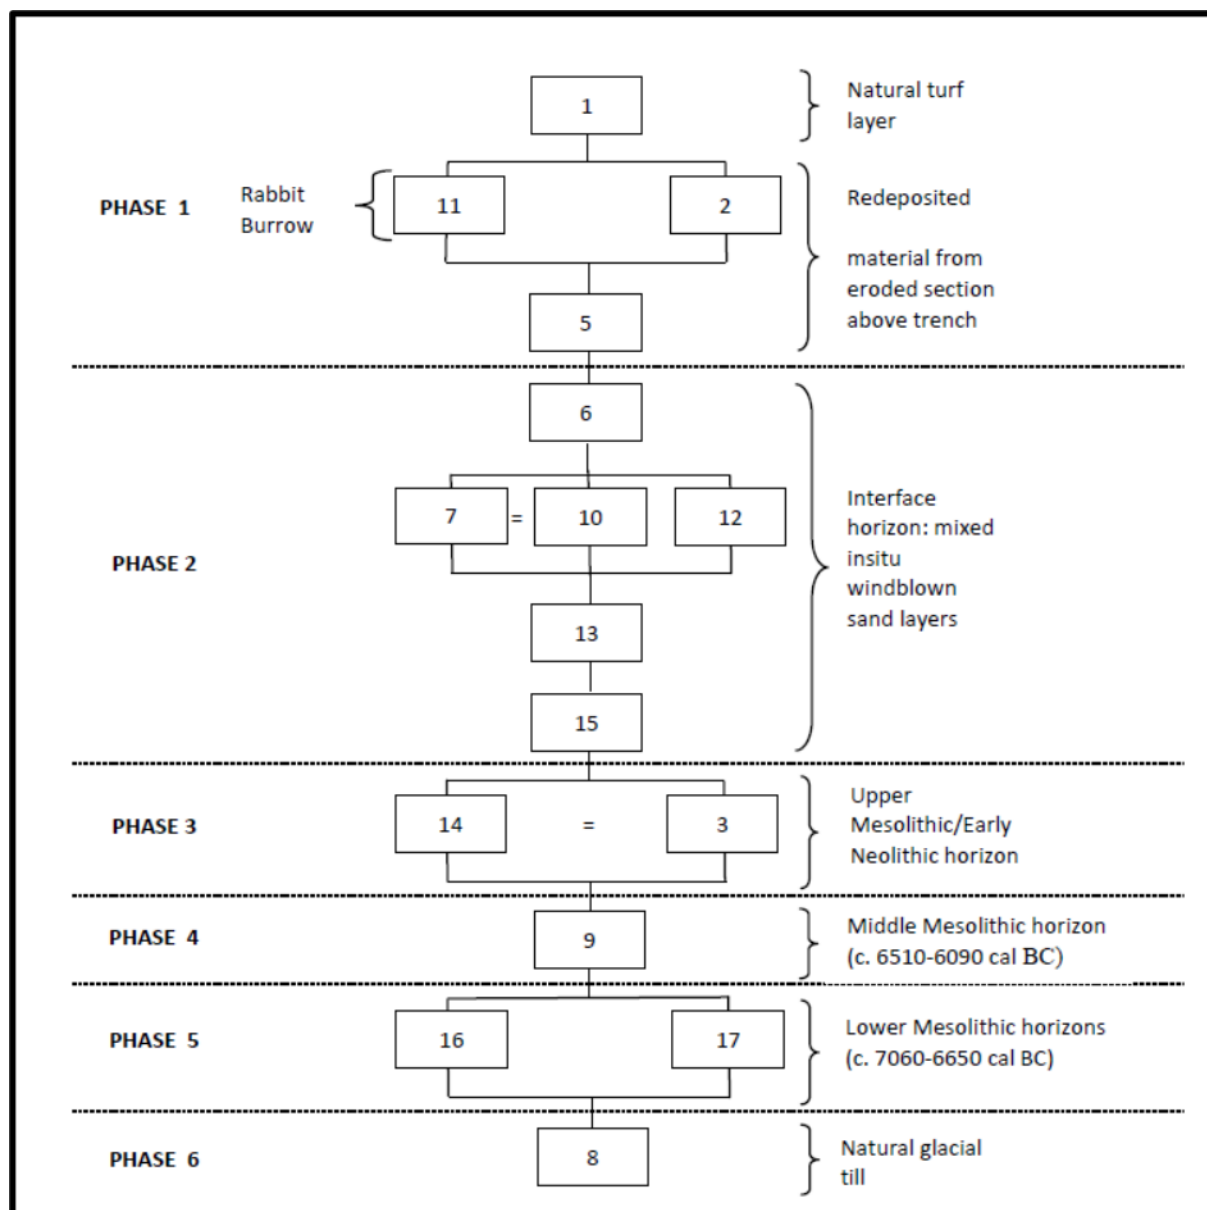 1
Natural turf
layer
PHASE 1
Rabbit
Burrow
11
2
Redeposited
material from
eroded section
above trench
5
6
PHASE 2
7 = 10
12
Interface
horizon: mixed
insitu
windblown
sand layers
13
15
PHASE 3
14 = 3
Upper
Mesolithic/Early
Neolithic horizon
PHASE 4
9
Middle Mesolithic horizon
(c. 6510-6090 cal BC)
PHASE 5
16
17
Lower Mesolithic horizons
(c. 7060-6650 cal BC)
PHASE 6
8
Natural glacial
till